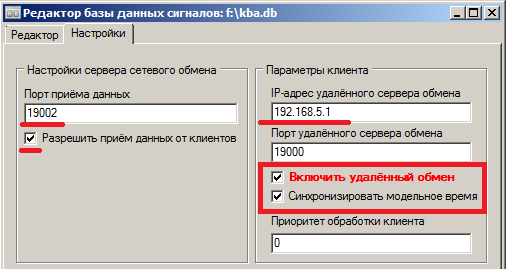 Редактор базы данных сигналов: f:\kba.db
Редактор Настройки
Настройки сервера сетевого обмена
Порт приёма данных
19002
Разрешить приём данных от клиентов
Параметры клиента
IP-адрес удалённого сервера обмена
192.168.5.1
Порт удалённого сервера обмена
19000
Включить удалённый обмен
Синхронизировать модельное время
Приоритет обработки клиента
0